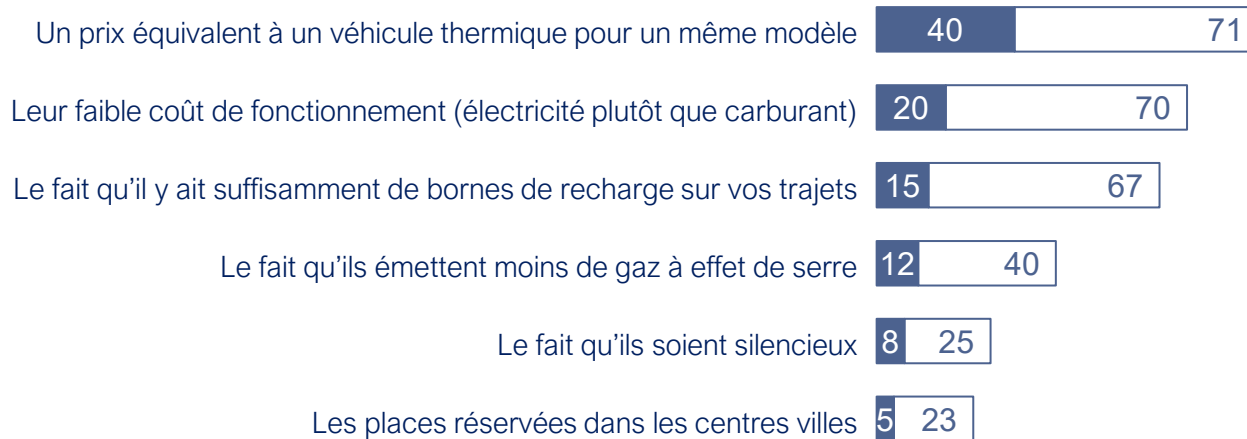 Un prix équivalent à un véhicule thermique pour un même modèle 40 71
Leur faible coût de fonctionnement (électricité plutôt que carburant) 20 70
Le fait qu'il y ait suffisamment de bornes de recharge sur vos trajets 15 67
Le fait qu'ils émettent moins de gaz à effet de serre 12 40
Le fait qu'ils soient silencieux 8 25
Les places réservées dans les centres villes 5 23